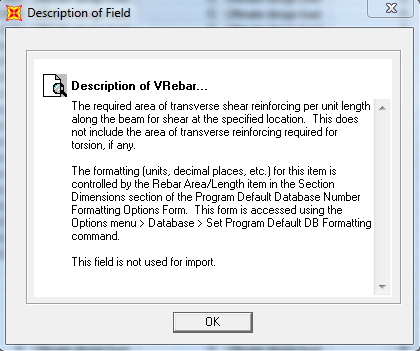 Description of Field
Description of VRebar...
The required area of transverse shear reinforcing per unit length
along the beam for shear at the specified location.  This does
not include the area of transverse reinforcing required for
torsion, if any.
The formatting (units, decimal places, etc.) for this item is
controlled by the Rebar Area/Length item in the Section
Dimensions section of the Program Default Database Number
Formatting Options Form.  This form is accessed using the
Options menu > Database > Set Program Default DB Formatting
command.
This field is not used for import.
OK